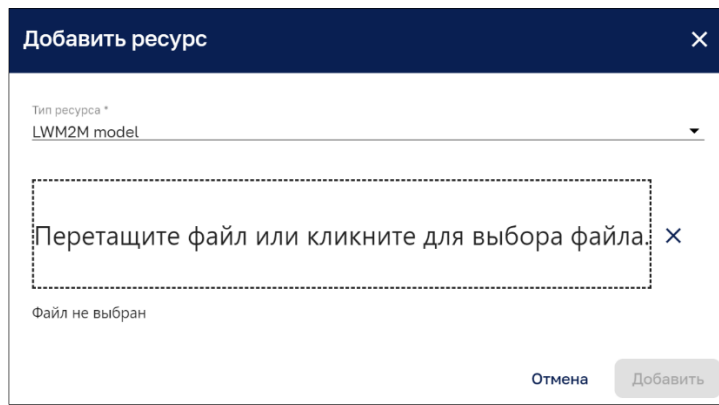 Добавить ресурс
Тип ресурса *
LWM2M model
Перетащите файл или кликните для выбора файла.
Файл не выбран
Отмена Добавить